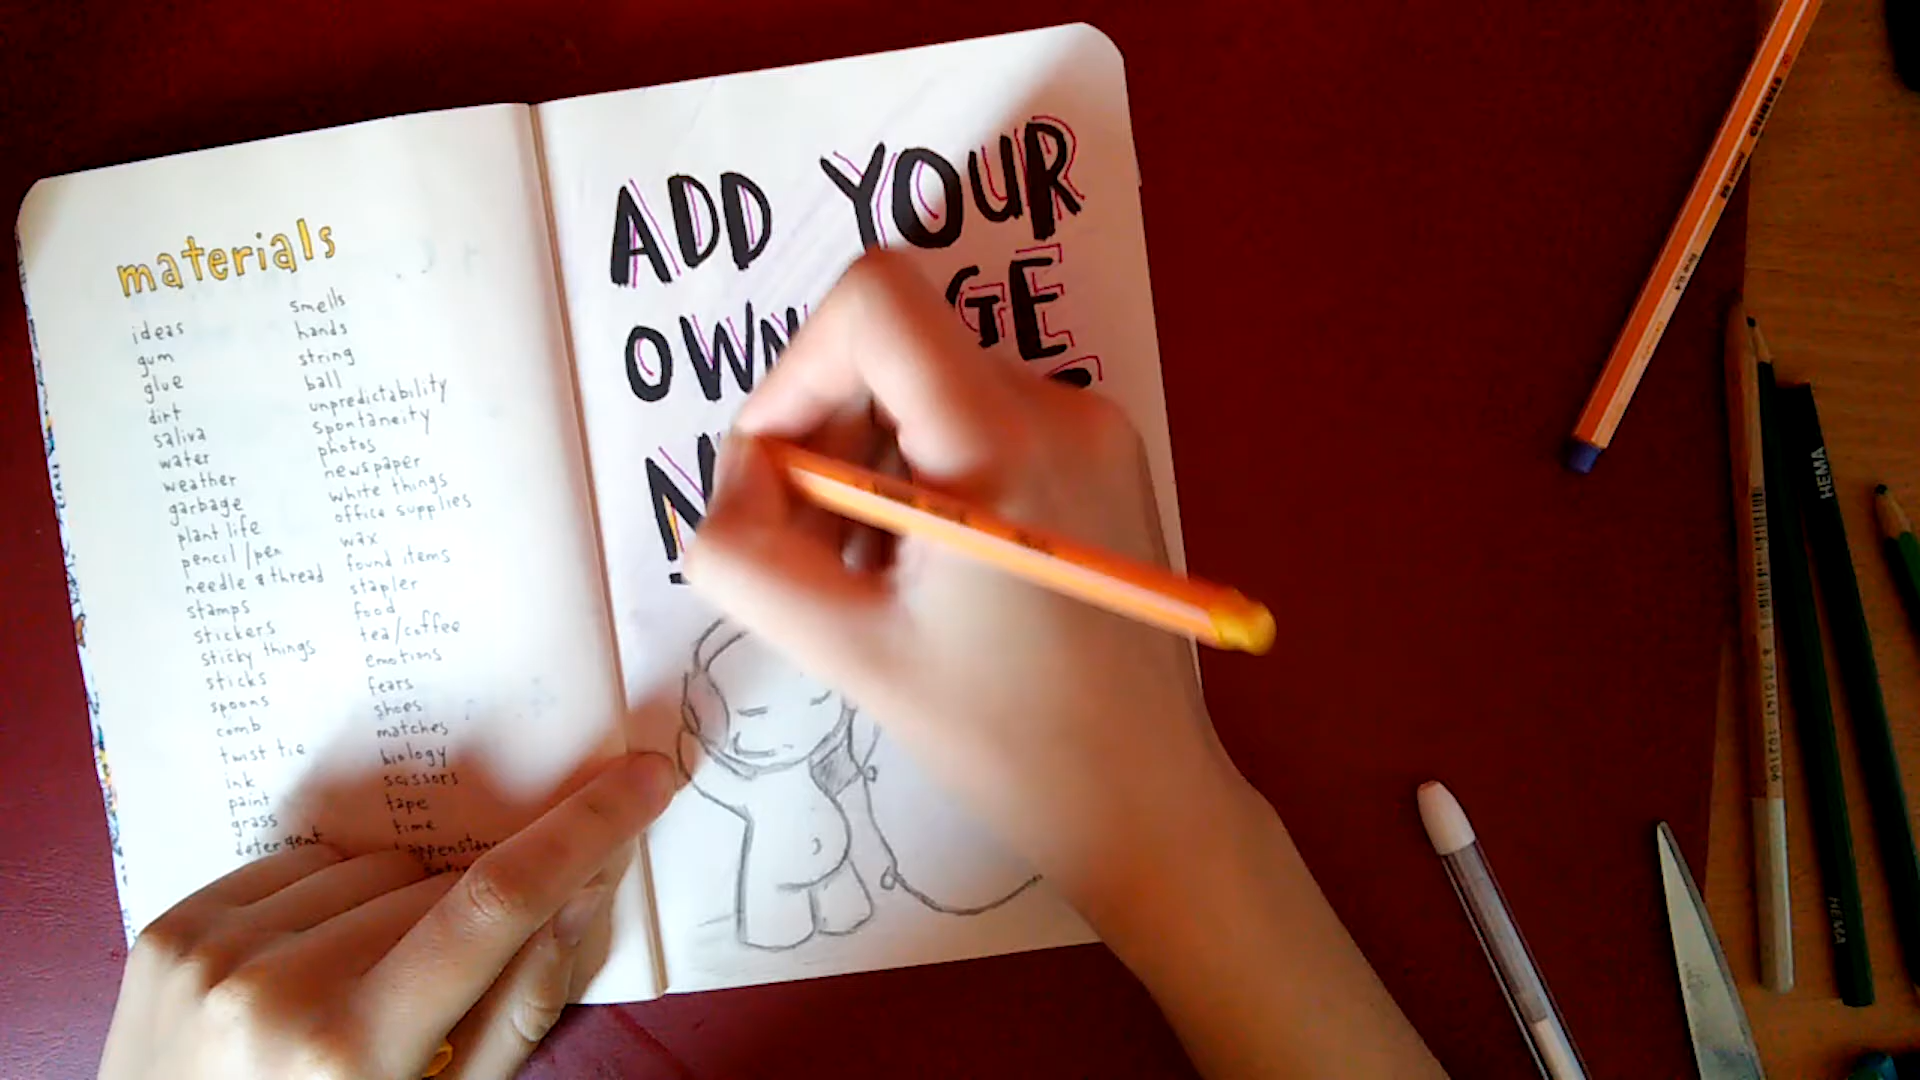 materials
ideas
gum
glue
dirt
saliva
water
weather
garbage
plant life
pencil/pen
needle & thread
stamps
stickers
sticky things
sticks
spoons
comb
twist tie
ink
paint
grass
detergent
smells
hands
string
ball
unpredictability
spontaneity
photos
newspaper
white things
office supplies
wax
found items
stapler
food
tea/coffee
emotions
fears
shoes
matches
biology
scissors
tape
time
ADD YOUR
OWN
HEMA
HEMA